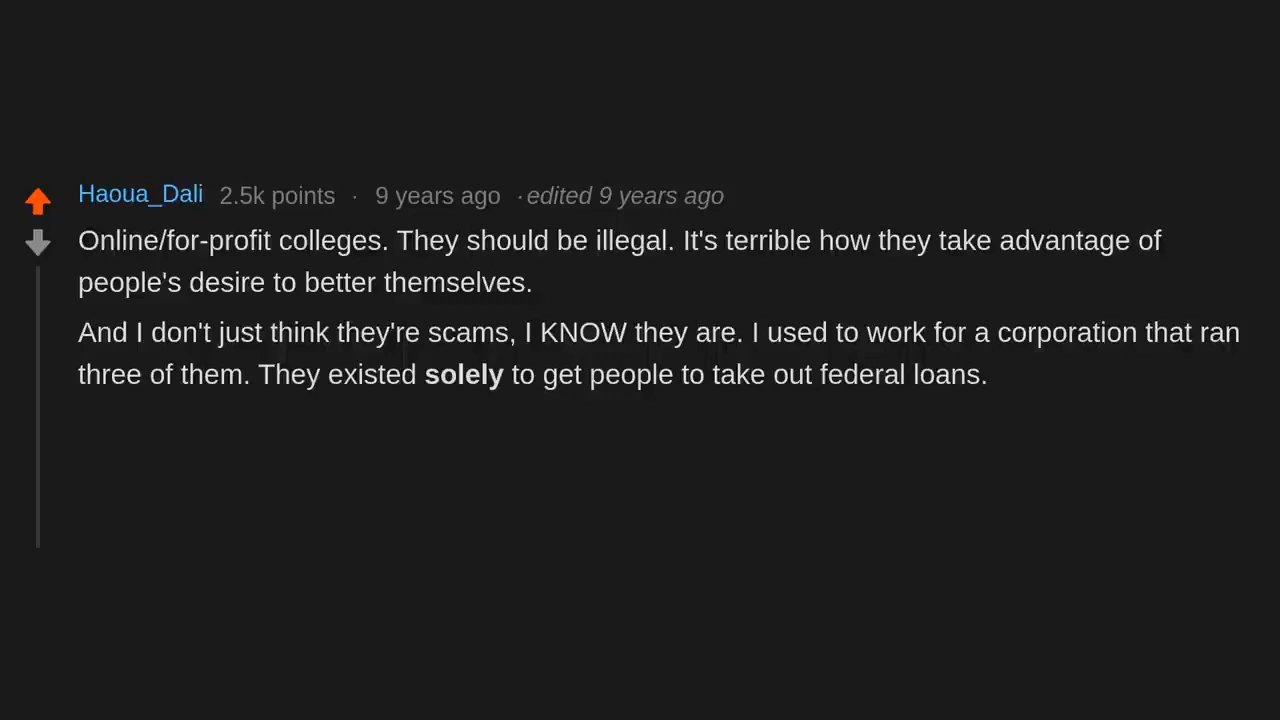 Haoua_Dali 2.5k points · 9 years ago · edited 9 years ago
Online/for-profit colleges. They should be illegal. It's terrible how they take advantage of
people's desire to better themselves.
And I don't just think they're scams, I KNOW they are. I used to work for a corporation that ran
three of them. They existed solely to get people to take out federal loans.